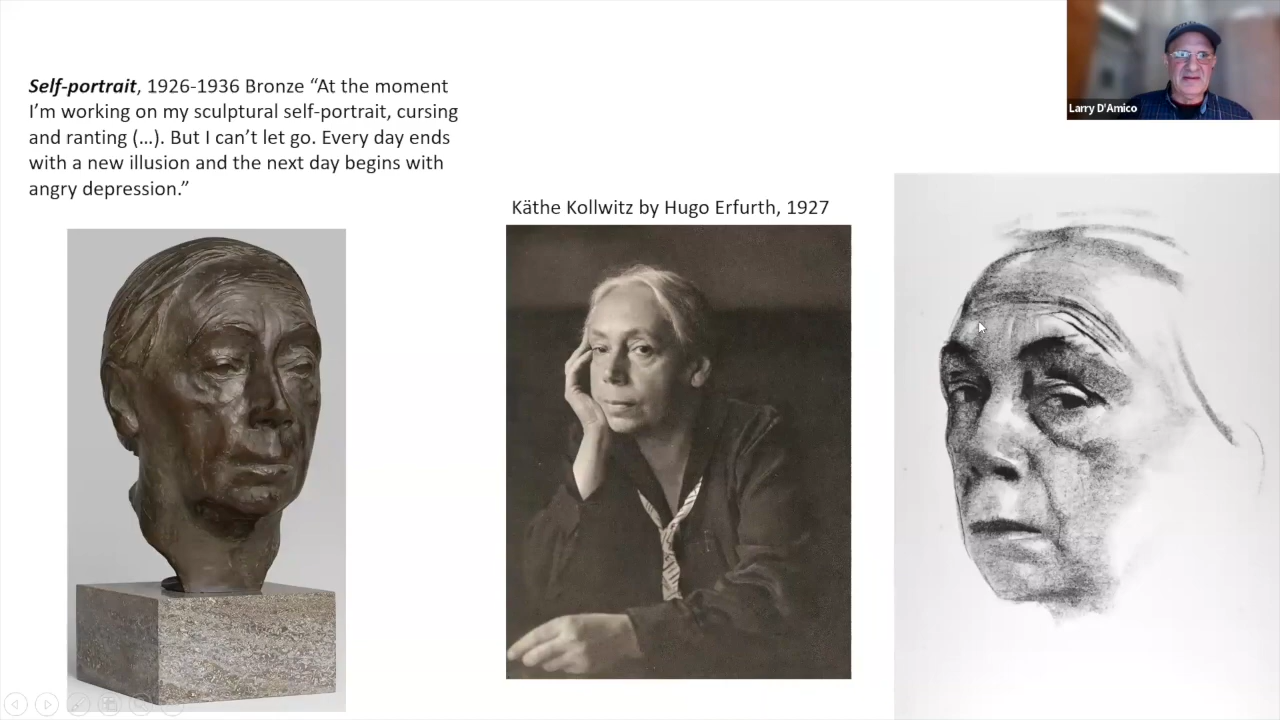 Self-portrait, 1926-1936 Bronze “At the moment
I’m working on my sculptural self-portrait, cursing
and ranting (…). But I can’t let go. Every day ends
with a new illusion and the next day begins with
angry depression.”
Käthe Kollwitz by Hugo Erfurth, 1927
Larry D'Amico